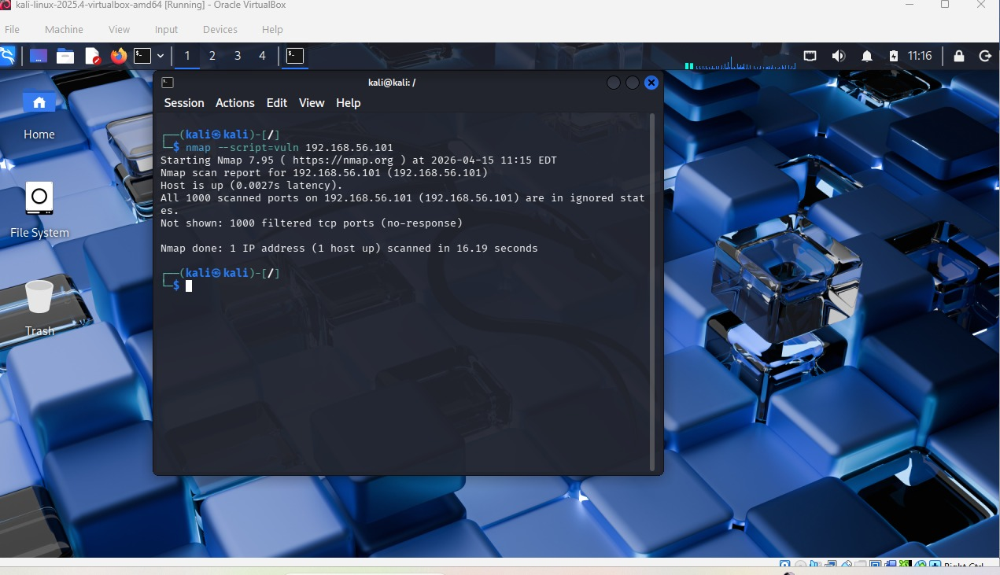 kali-linux-2025.4-virtualbox-amd64 [Running] - Oracle VirtualBox
File Machine View Input Devices Help
1 2 3 4 11:16
kali@kali: /
Session Actions Edit View Help
Home
File System
Trash
┌──(kali㉿kali)-[/]
└─$ nmap --script=vuln 192.168.56.101
Starting Nmap 7.95 ( https://nmap.org ) at 2026-04-15 11:15 EDT
Nmap scan report for 192.168.56.101 (192.168.56.101)
Host is up (0.0027s latency).
All 1000 scanned ports on 192.168.56.101 (192.168.56.101) are in ignored stat
es.
Not shown: 1000 filtered tcp ports (no-response)
Nmap done: 1 IP address (1 host up) scanned in 16.19 seconds
┌──(kali㉿kali)-[/]
└─$
Right Ctrl